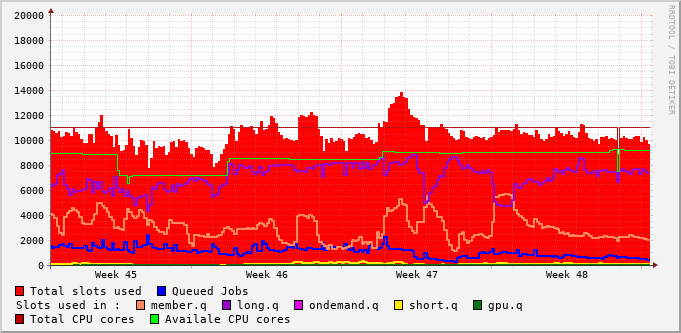 20000
18000
16000
14000
12000
10000
8000
6000
4000
2000
0
Week 45 Week 46 Week 47 Week 48
Total slots used Queued Jobs
Slots used in : member.q long.q ondemand.q short.q gpu.q
Total CPU cores Availale CPU cores
RRDTOOL / TOBI OETIKER